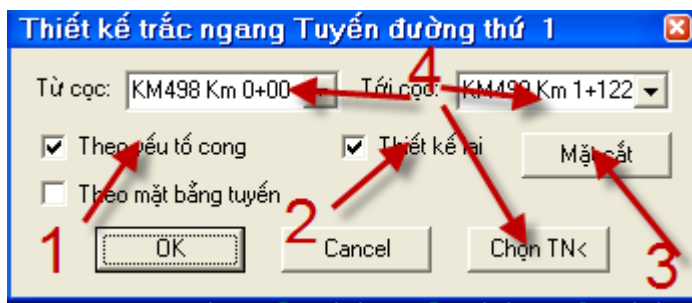 Thiết kế trắc ngang Tuyến đường thứ 1
Từ cọc: KM498 Km 0+00 Tới cọc: KM499 Km 1+122
4
Theo yếu tố cong Thiết kế lại Mặt cắt
Theo mặt bằng tuyến
1 2 3
OK Cancel Chọn TN<